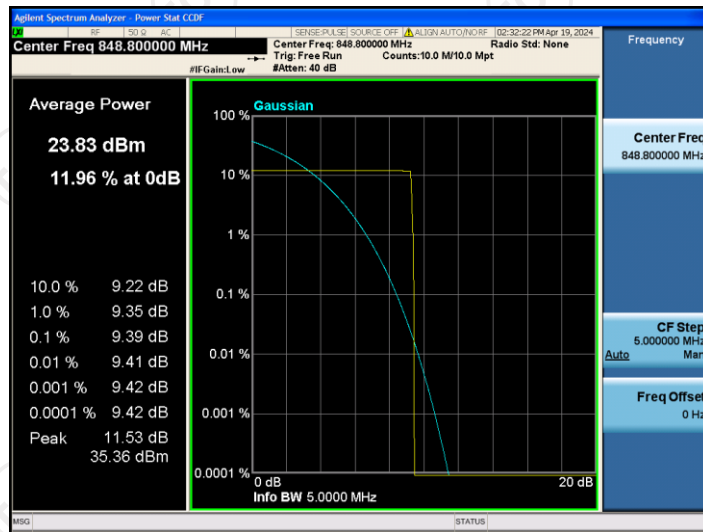 Agilent Spectrum Analyzer - Power Stat CCDF
RF 50 Ω AC SENSE:PULSE SOURCE OFF ALIGN AUTO/NORF 02:32:22 PM Apr 19, 2024
Center Freq 848.800000 MHz
Center Freq: 848.800000 MHz Radio Std: None
Trig: Free Run Counts:10.0 M/10.0 Mpt
#IFGain:Low #Atten: 40 dB
Frequency
Average Power
23.83 dBm
11.96 % at 0dB
10.0 % 9.22 dB
1.0 % 9.35 dB
0.1 % 9.39 dB
0.01 % 9.41 dB
0.001 % 9.42 dB
0.0001 % 9.42 dB
Peak 11.53 dB
35.36 dBm
Gaussian
100 %
10 %
1 %
0.1 %
0.01 %
0.001 %
0.0001 %
0 dB 20 dB
Info BW 5.0000 MHz
Center Freq
848.800000 MHz
CF Step
5.000000 MHz
Auto Man
Freq Offset
0 Hz
MSG STATUS